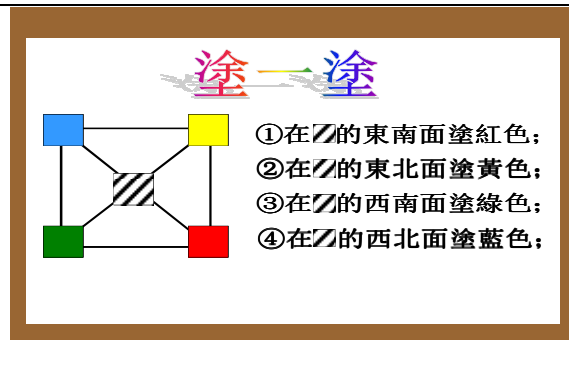 塗一塗
①在的東南面塗紅色；
②在的東北面塗黃色；
③在的西南面塗綠色；
④在的西北面塗藍色；